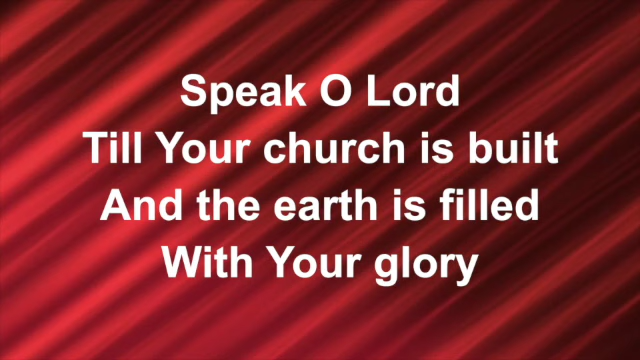 Speak O Lord
Till Your church is built
And the earth is filled
With Your glory